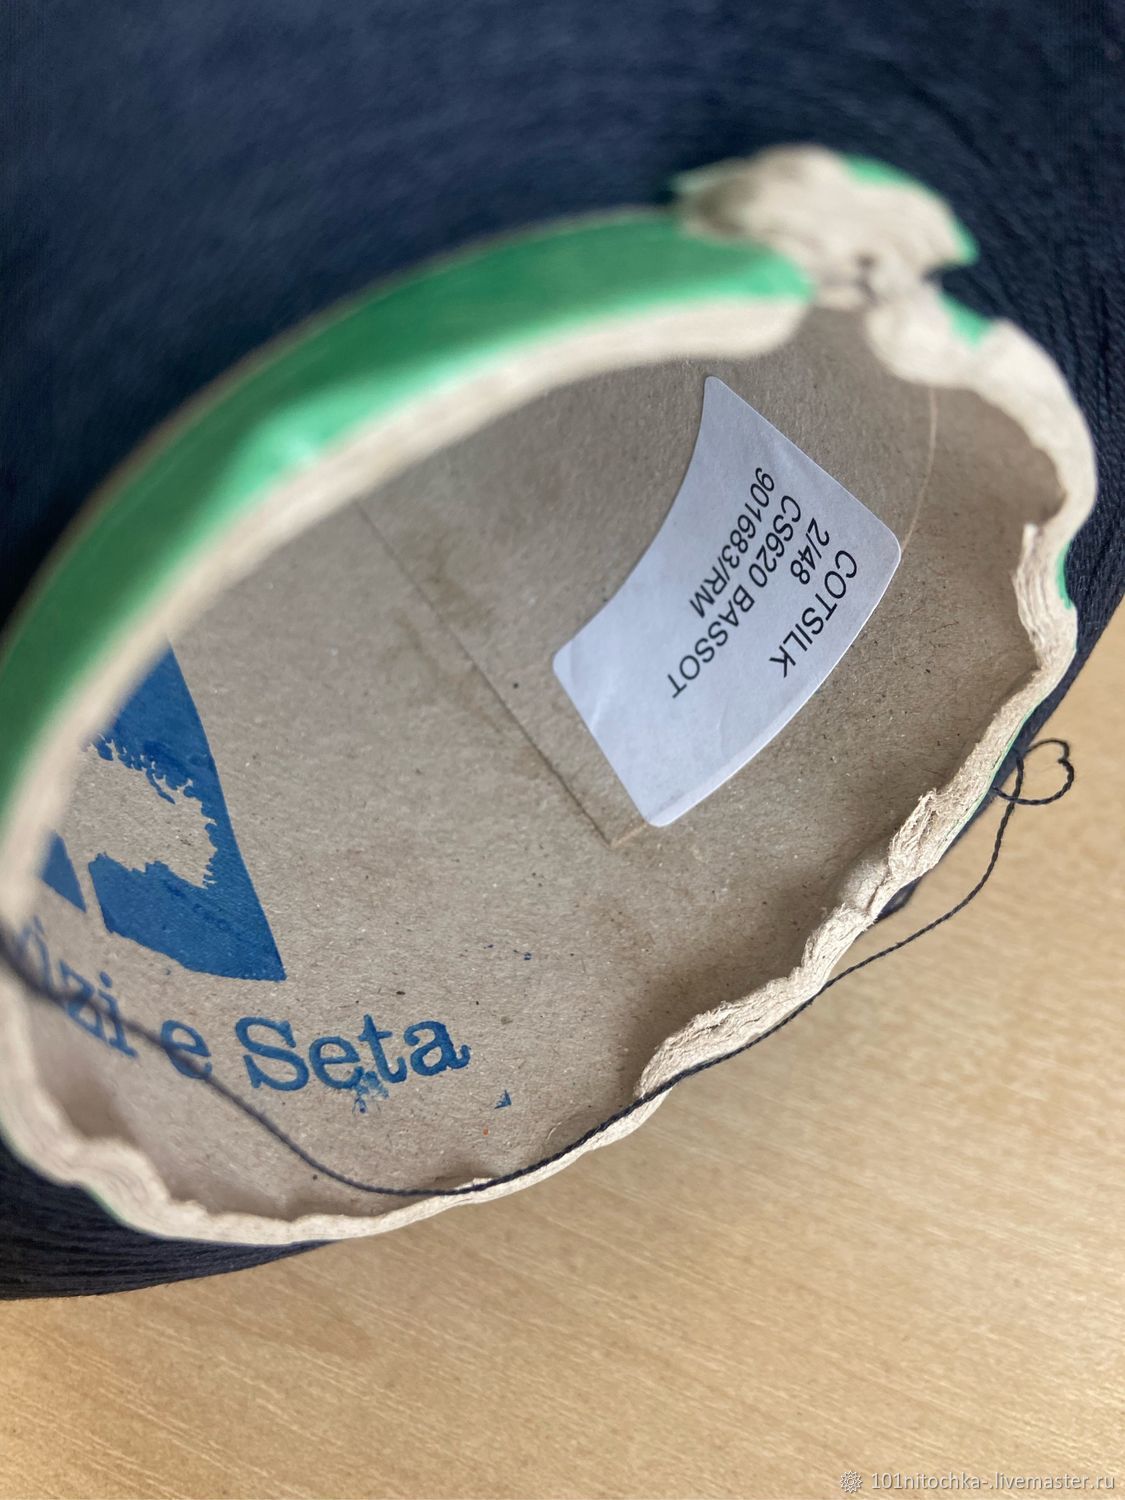 COTSILK
2/48
CS620 BASSOT
901683/RM
e Seta
101nitochka-.livemaster.ru